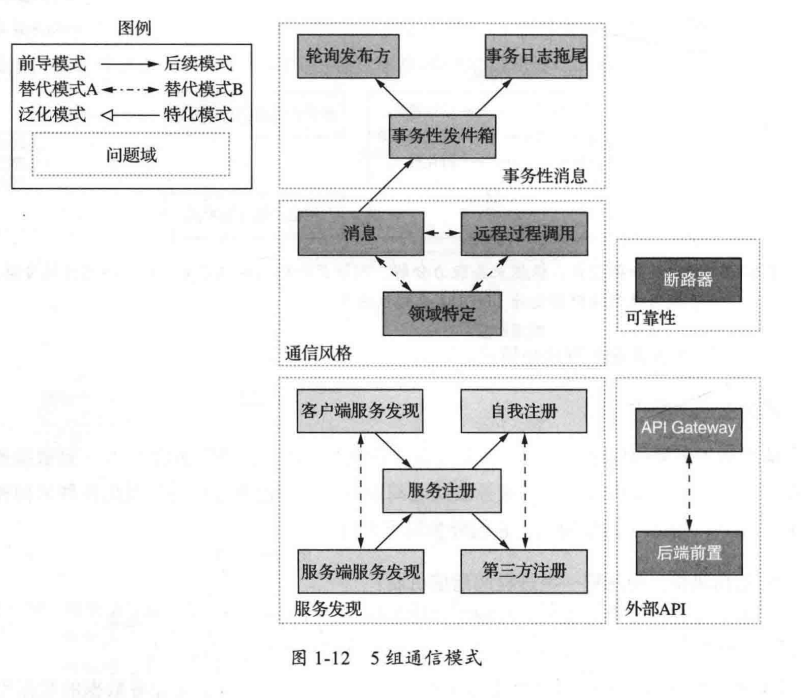 图例
前导模式 后续模式
替代模式A 替代模式B
泛化模式 特化模式
问题域
轮询发布方 事务日志拖尾
事务性发件箱
事务性消息
消息 远程过程调用
领域特定
通信风格
断路器
可靠性
客户端服务发现 自我注册
服务注册
服务端服务发现 第三方注册
服务发现
API Gateway
后端前置
外部API
图 1-12 5 组通信模式